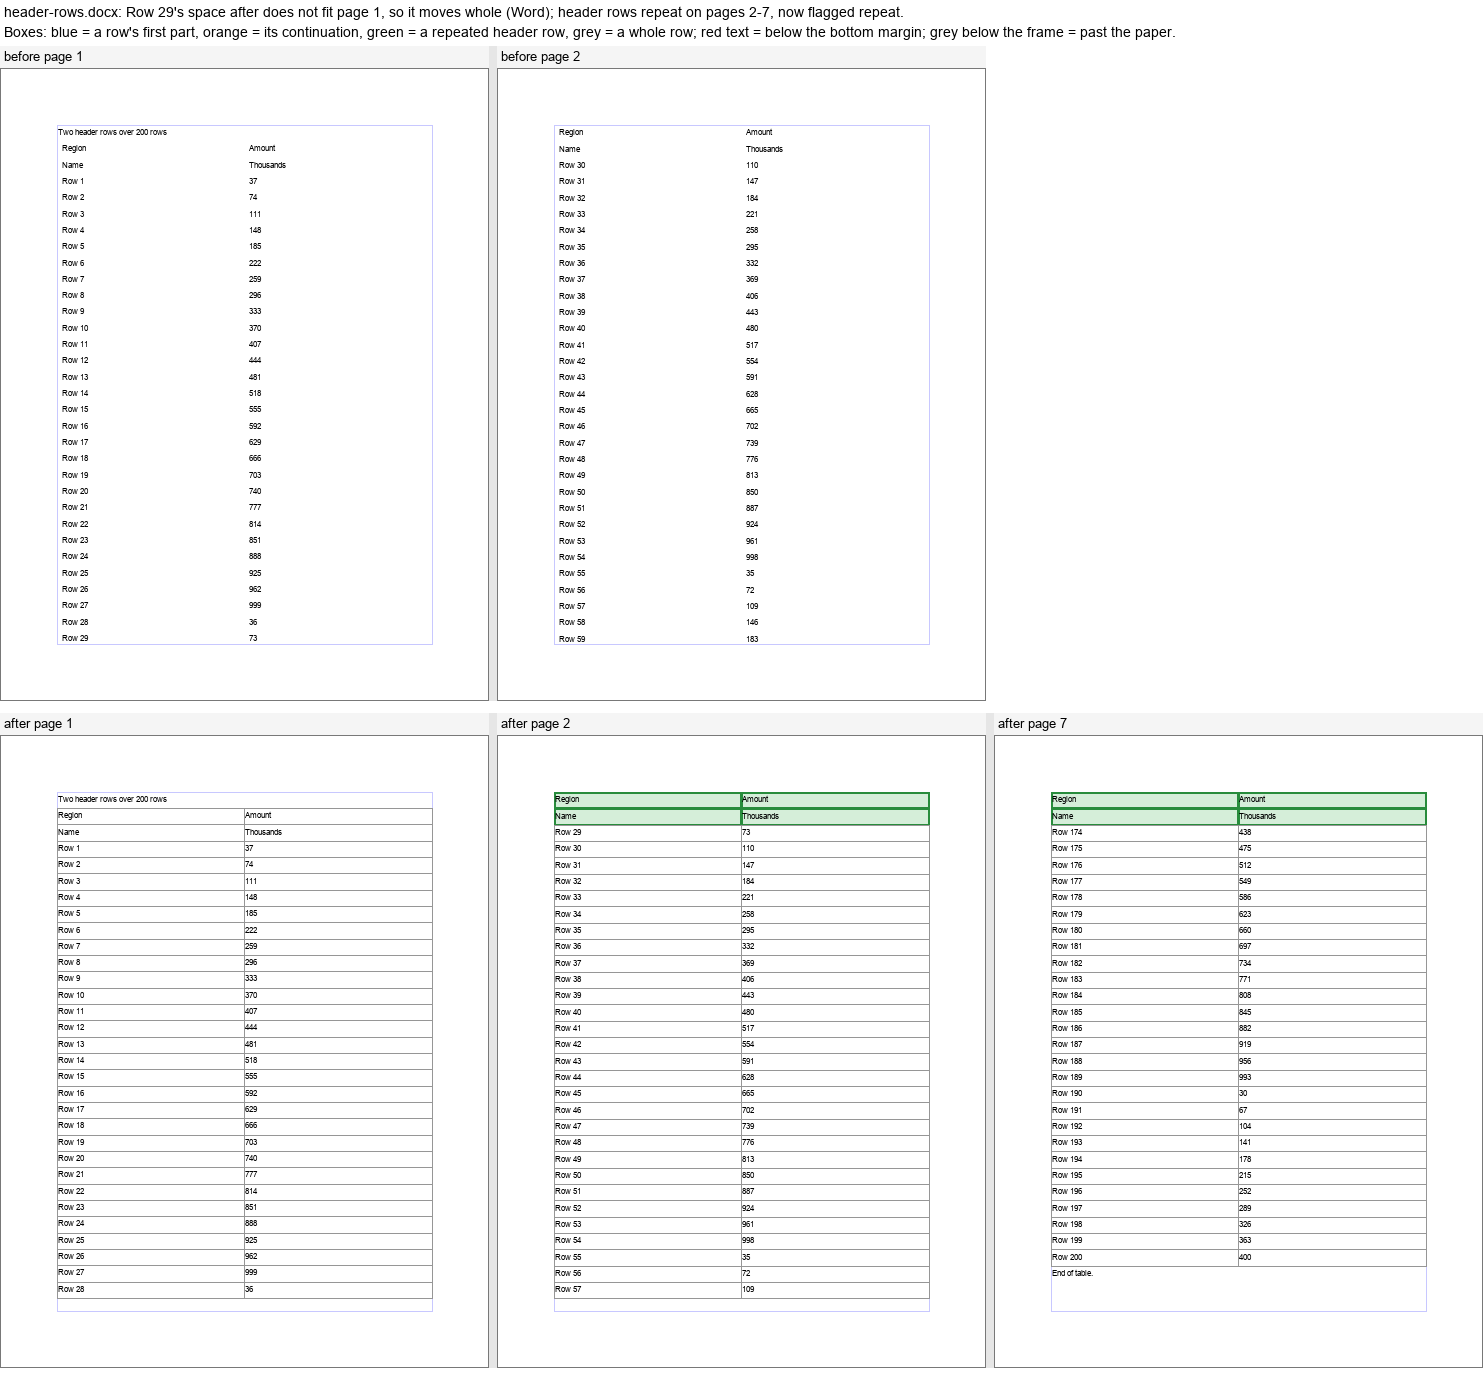 header-rows.docx: Row 29's space after does not fit page 1, so it moves whole (Word); header rows repeat on pages 2-7, now flagged repeat.
Boxes: blue = a row's first part, orange = its continuation, green = a repeated header row, grey = a whole row; red text = below the bottom margin; grey below the frame = past the paper.
before page 1
Two header rows over 200 rows
Region Amount
Name Thousands
Row 1 37
Row 2 74
Row 3 111
Row 4 148
Row 5 185
Row 6 222
Row 7 259
Row 8 296
Row 9 333
Row 10 370
Row 11 407
Row 12 444
Row 13 481
Row 14 518
Row 15 555
Row 16 592
Row 17 629
Row 18 666
Row 19 703
Row 20 740
Row 21 777
Row 22 814
Row 23 851
Row 24 888
Row 25 925
Row 26 962
Row 27 999
Row 28 36
Row 29 73
before page 2
Region Amount
Name Thousands
Row 30 110
Row 31 147
Row 32 184
Row 33 221
Row 34 258
Row 35 295
Row 36 332
Row 37 369
Row 38 406
Row 39 443
Row 40 480
Row 41 517
Row 42 554
Row 43 591
Row 44 628
Row 45 665
Row 46 702
Row 47 739
Row 48 776
Row 49 813
Row 50 850
Row 51 887
Row 52 924
Row 53 961
Row 54 998
Row 55 35
Row 56 72
Row 57 109
Row 58 146
Row 59 183
after page 1
Two header rows over 200 rows
Region Amount
Name Thousands
Row 1 37
Row 2 74
Row 3 111
Row 4 148
Row 5 185
Row 6 222
Row 7 259
Row 8 296
Row 9 333
Row 10 370
Row 11 407
Row 12 444
Row 13 481
Row 14 518
Row 15 555
Row 16 592
Row 17 629
Row 18 666
Row 19 703
Row 20 740
Row 21 777
Row 22 814
Row 23 851
Row 24 888
Row 25 925
Row 26 962
Row 27 999
Row 28 36
after page 2
Region Amount
Name Thousands
Row 29 73
Row 30 110
Row 31 147
Row 32 184
Row 33 221
Row 34 258
Row 35 295
Row 36 332
Row 37 369
Row 38 406
Row 39 443
Row 40 480
Row 41 517
Row 42 554
Row 43 591
Row 44 628
Row 45 665
Row 46 702
Row 47 739
Row 48 776
Row 49 813
Row 50 850
Row 51 887
Row 52 924
Row 53 961
Row 54 998
Row 55 35
Row 56 72
Row 57 109
after page 7
Region Amount
Name Thousands
Row 174 438
Row 175 475
Row 176 512
Row 177 549
Row 178 586
Row 179 623
Row 180 660
Row 181 697
Row 182 734
Row 183 771
Row 184 808
Row 185 845
Row 186 882
Row 187 919
Row 188 956
Row 189 993
Row 190 30
Row 191 67
Row 192 104
Row 193 141
Row 194 178
Row 195 215
Row 196 252
Row 197 289
Row 198 326
Row 199 363
Row 200 400
End of table.